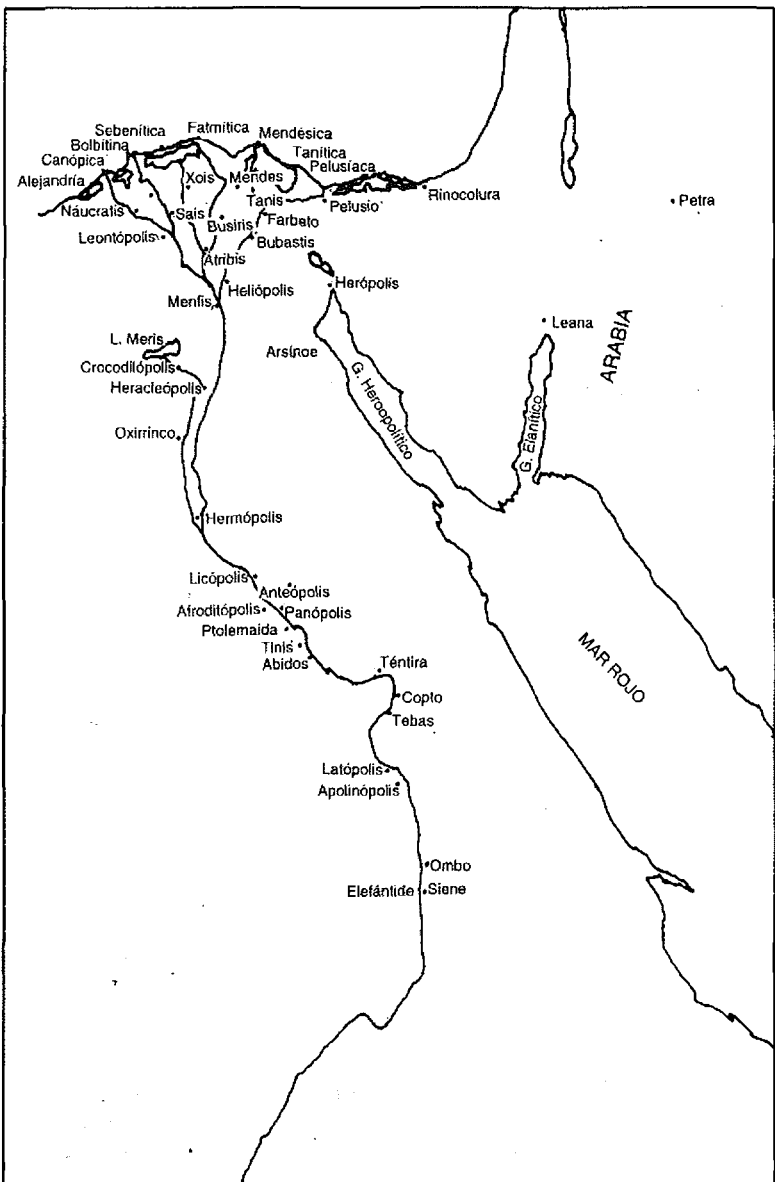 Sebenítica
Fatmítica
Mendésica
Bolbitina
Tanítica
Canópica
Pelusíaca
Alejandría
Xois
Mendes
Rinocolura
Petra
Tanis
Pelusio
Náucratis
Sais
Farbeto
Busiris
Leontópolis
Bubastis
Atribis
Heliópolis
Herópolis
Menfis
Leana
L. Meris
Arsínoe
ARABIA
Crocodilópolis
G. Heroopolítico
Heracleópolis
G. Elanítico
Oxirrinco
Hermópolis
Licópolis
Anteópolis
Afroditópolis
Panópolis
Ptolemaida
Tinis
MAR ROJO
Abidos
Téntira
Copto
Tebas
Latópolis
Apolinópolis
Ombo
Elefántide
Siene